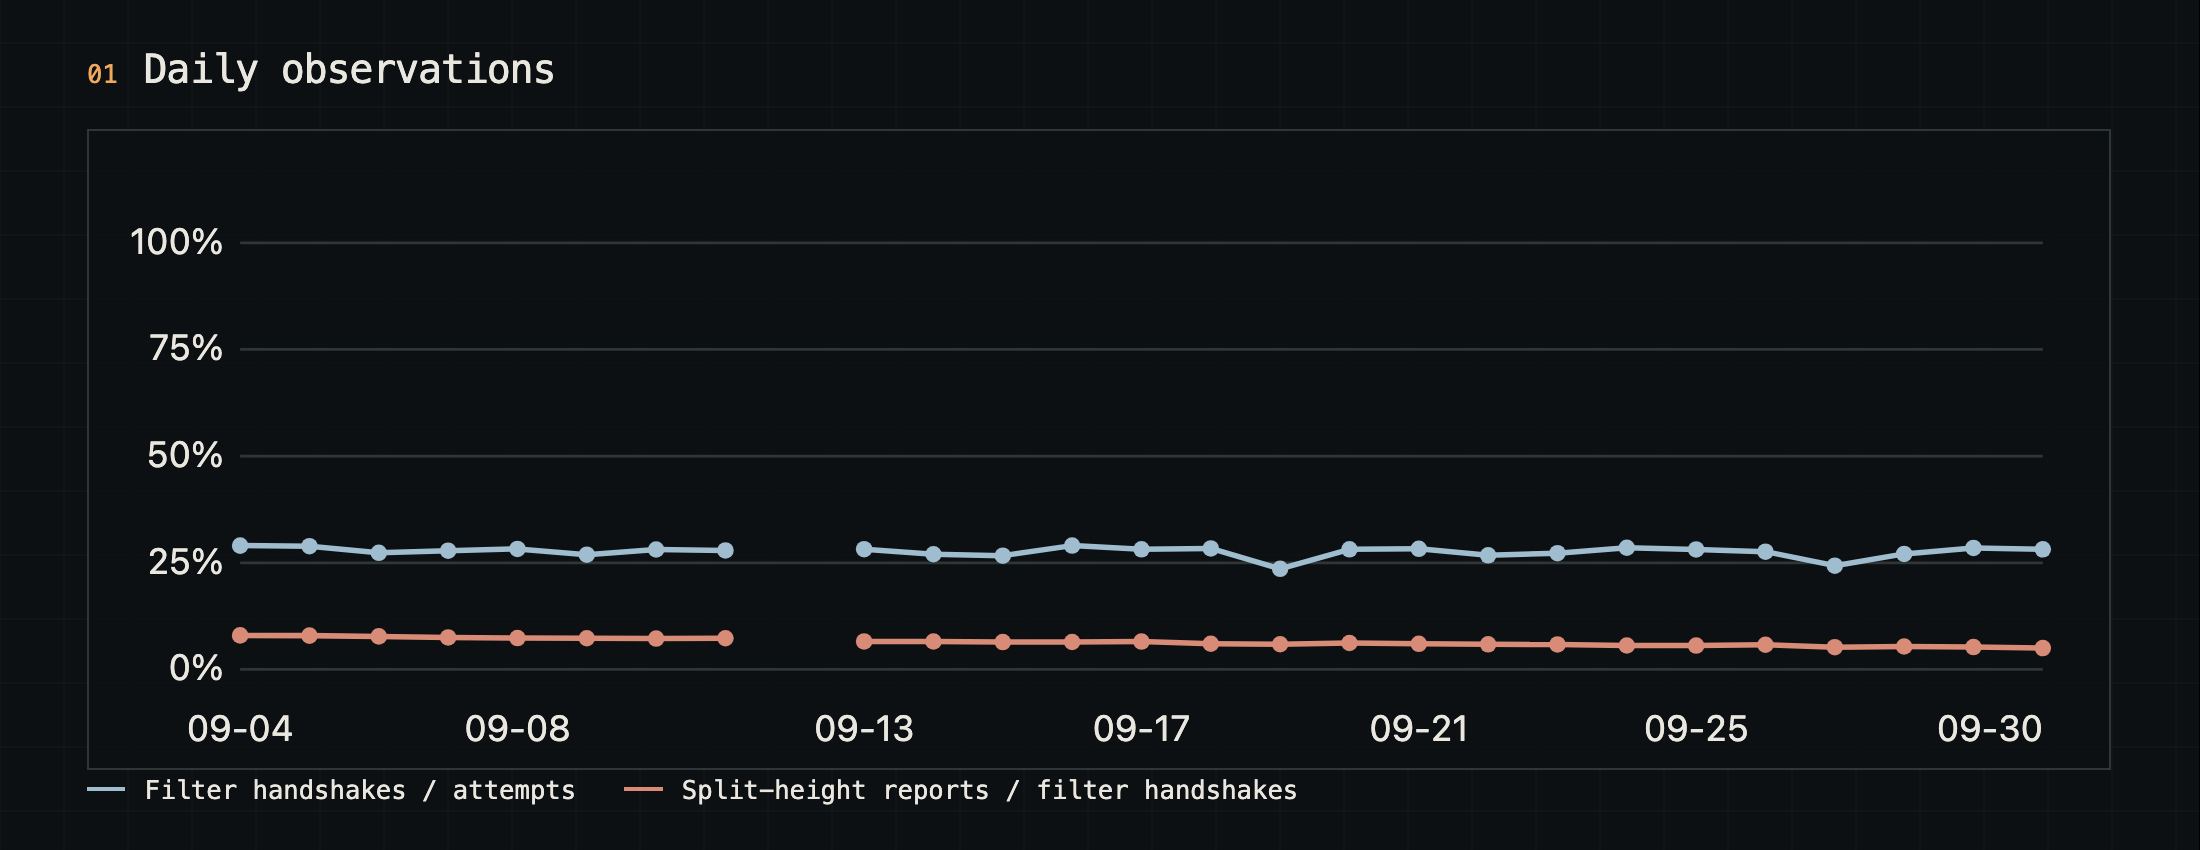 01 Daily observations
100%
75%
50%
25%
0%
09-04 09-08 09-13 09-17 09-21 09-25 09-30
Filter handshakes / attempts Split-height reports / filter handshakes